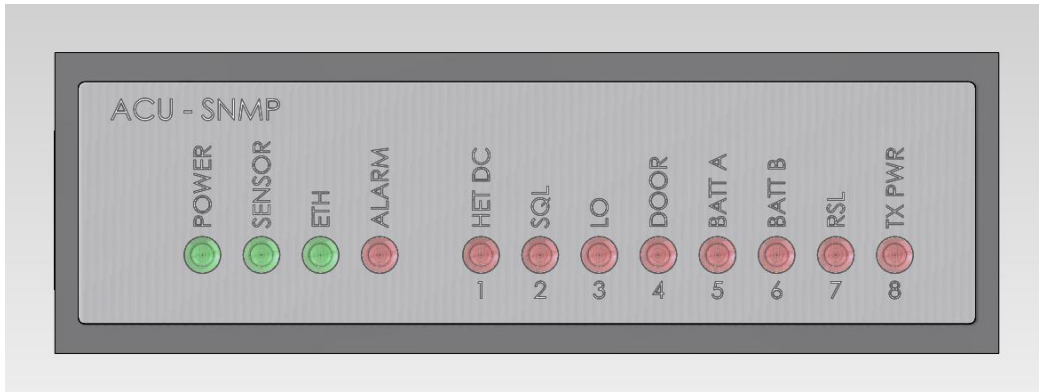 ACU - SNMP
POWER SENSOR ETH ALARM HET DC SQL LO DOOR BATT A BATT B RSL TX PWR
1 2 3 4 5 6 7 8